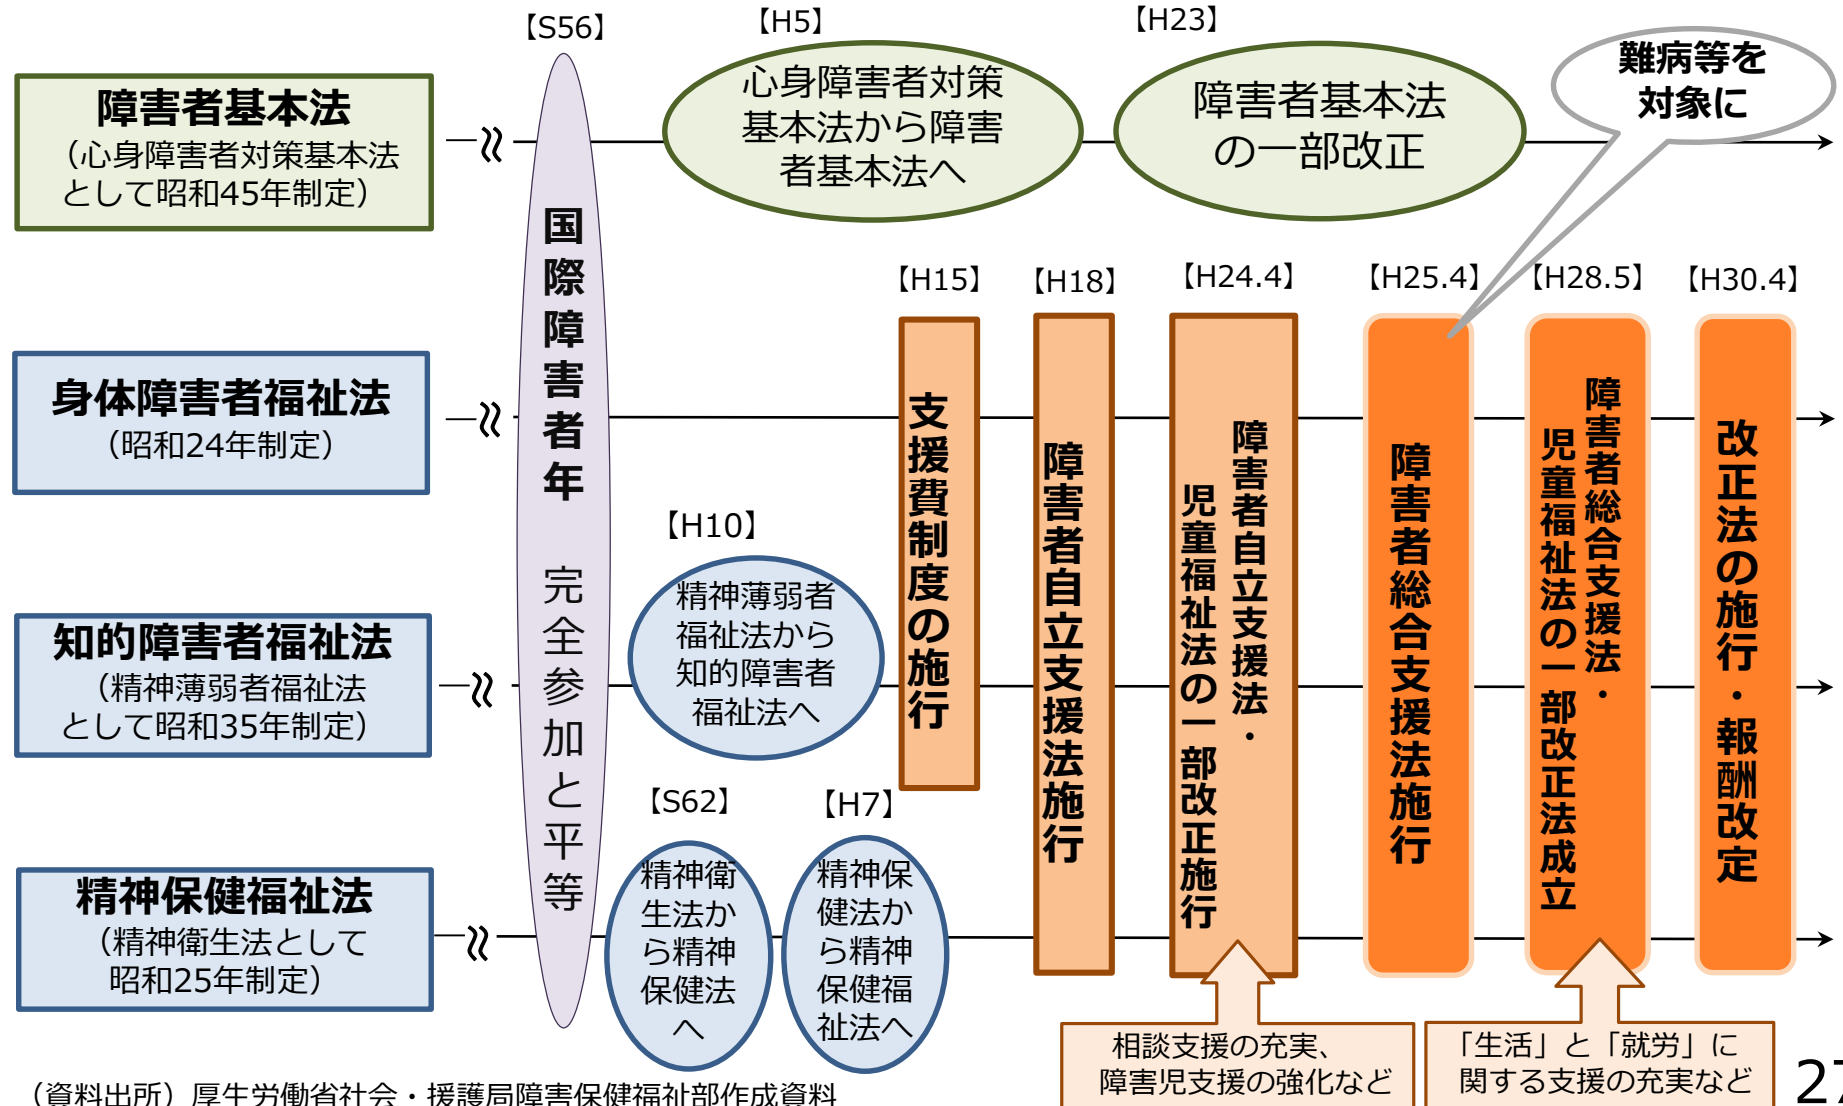 【S56】
【H5】
【H23】
障害者基本法
（心身障害者対策基本法
として昭和45年制定）
心身障害者対策
基本法から障害
者基本法へ
障害者基本法
の一部改正
難病等を
対象に
国際障害者年　完全参加と平等
【H15】
【H18】
【H24.4】
【H25.4】
【H28.5】
【H30.4】
身体障害者福祉法
（昭和24年制定）
【H10】
精神薄弱者
福祉法から
知的障害者
福祉法へ
知的障害者福祉法
（精神薄弱者福祉法
として昭和35年制定）
支援費制度の施行
障害者自立支援法施行
障害者自立支援法・
児童福祉法の一部改正施行
障害者総合支援法施行
障害者総合支援法・
児童福祉法の一部改正法成立
改正法の施行・報酬改定
【S62】
【H7】
精神保健福祉法
（精神衛生法として
昭和25年制定）
精神衛
生法か
ら精神
保健法
へ
精神保
健法か
ら精神
保健福
祉法へ
相談支援の充実、
障害児支援の強化など
「生活」と「就労」に
関する支援の充実など
（資料出所）厚生労働省社会・援護局障害保健福祉部作成資料
27